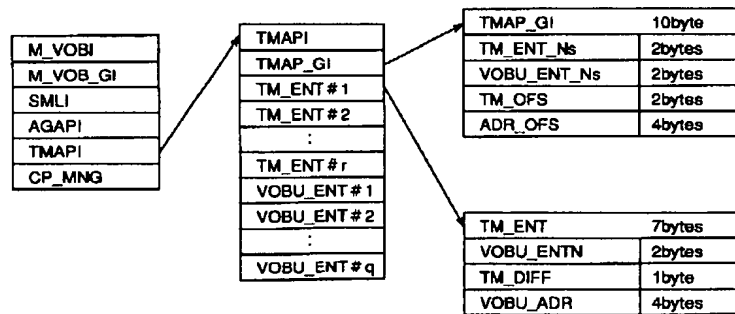 M_VOBI
M_VOB_GI
SMLI
AGAPI
TMAPI
CP_MNG
TMAPI
TMAP_GI
TM_ENT#1
TM_ENT#2
:
TM_ENT#r
VOBU_ENT#1
VOBU_ENT#2
:
VOBU_ENT#q
TMAP_GI 10byte
TM_ENT_Ns 2bytes
VOBU_ENT_Ns 2bytes
TM_OFS 2bytes
ADR_OFS 4bytes
TM_ENT 7bytes
VOBU_ENTN 2bytes
TM_DIFF 1byte
VOBU_ADR 4bytes